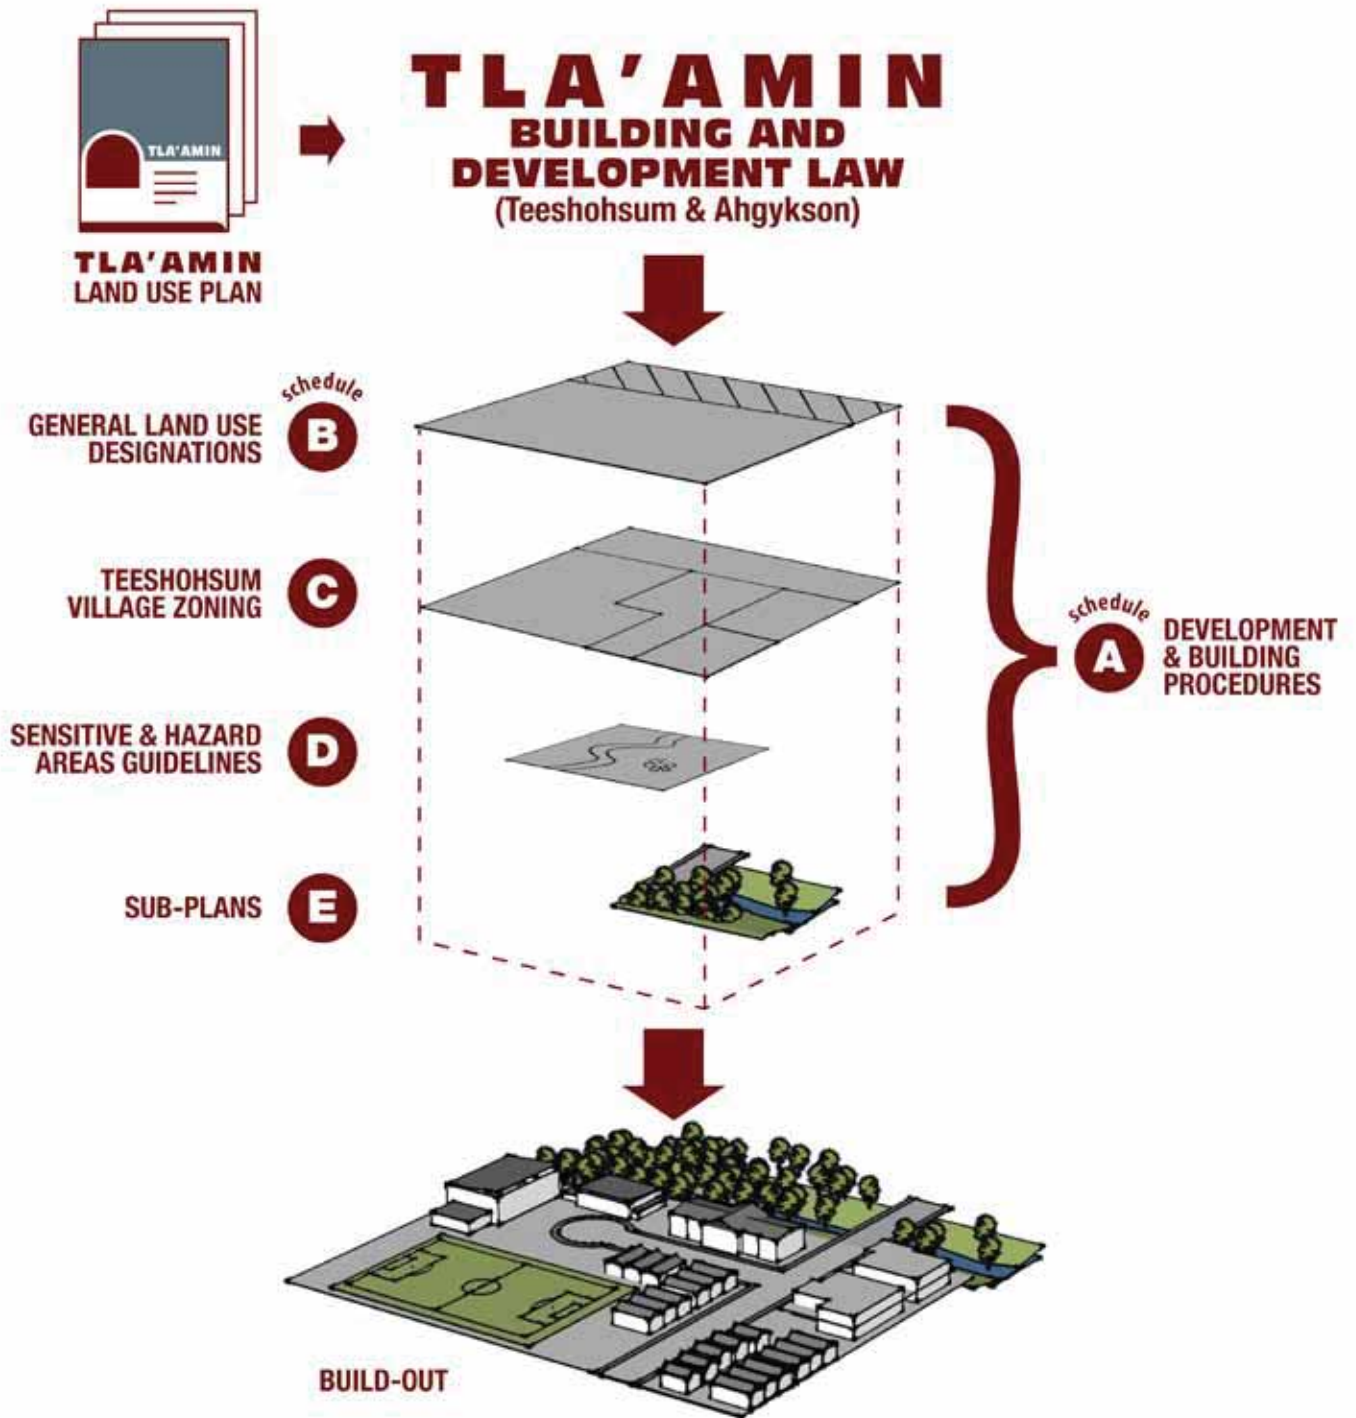 TLA'AMIN
TLA'AMIN
LAND USE PLAN
TLA'AMIN
BUILDING AND
DEVELOPMENT LAW
(Teeshohsum & Ahgykson)
GENERAL LAND USE
DESIGNATIONS
schedule
B
TEESHOHSUM
VILLAGE ZONING
C
SENSITIVE & HAZARD
AREAS GUIDELINES
D
SUB-PLANS
E
schedule
A
DEVELOPMENT
& BUILDING
PROCEDURES
BUILD-OUT